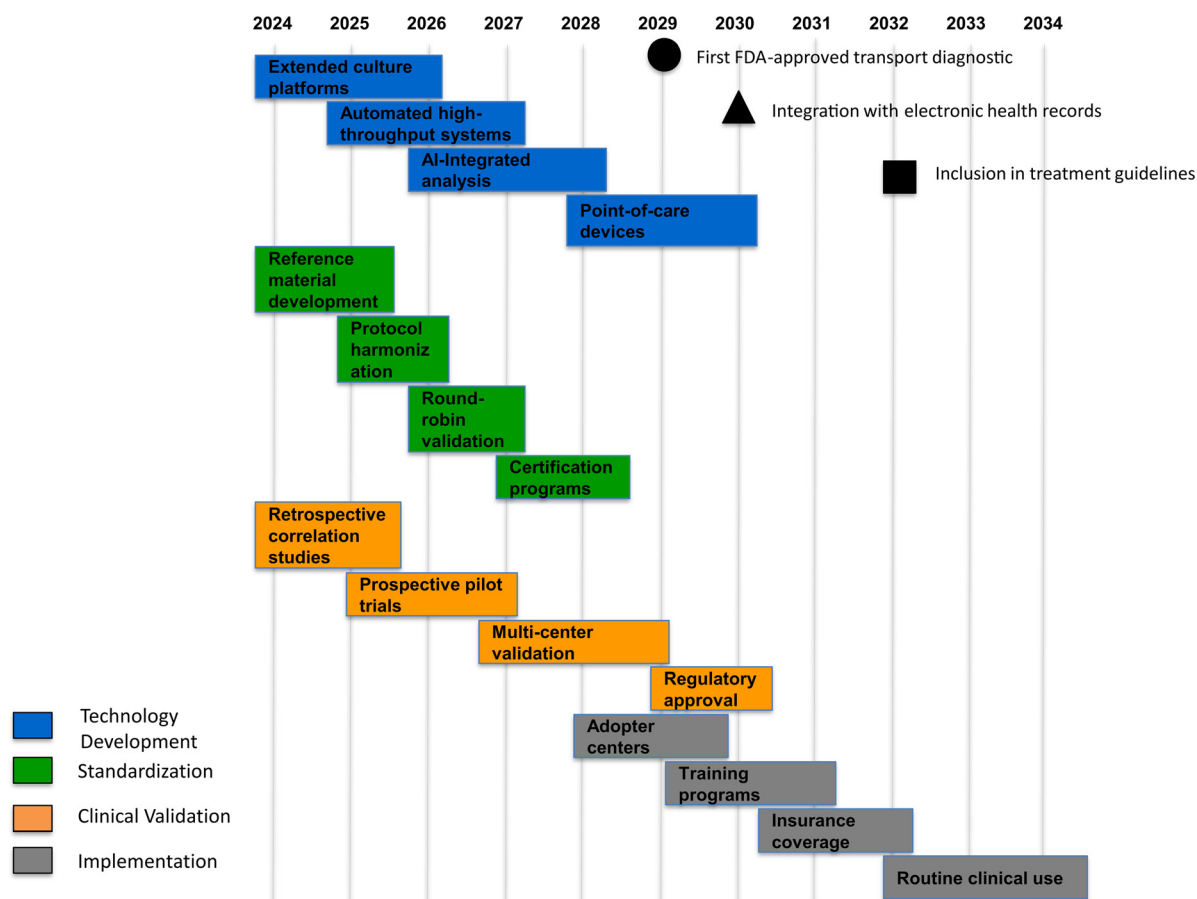 2024 2025 2026 2027 2028 2029 2030 2031 2032 2033 2034
First FDA-approved transport diagnostic
Integration with electronic health records
Inclusion in treatment guidelines
Extended culture
platforms
Automated high-
throughput systems
AI-Integrated
analysis
Point-of-care
devices
Reference
material
development
Protocol
harmoniz
ation
Round-
robin
validation
Certification
programs
Retrospective
correlation
studies
Prospective pilot
trials
Multi-center
validation
Regulatory
approval
Adopter
centers
Training
programs
Insurance
coverage
Routine clinical use
Technology
Development
Standardization
Clinical Validation
Implementation